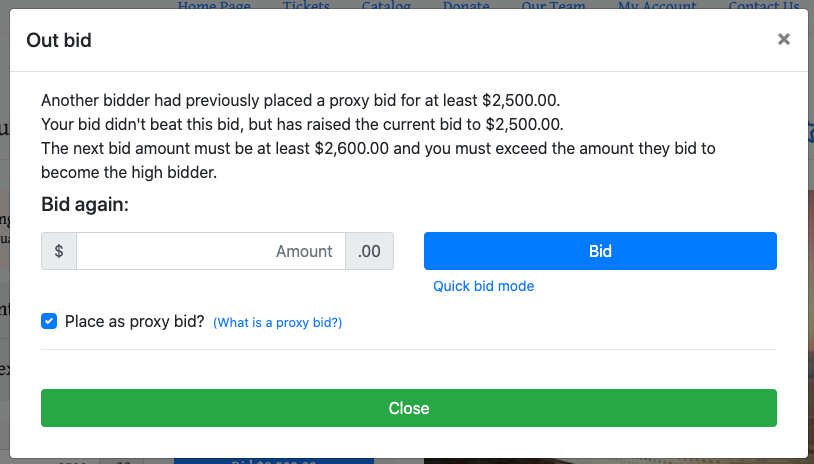 Home Page Tickets Catalog Donate Our Team My Account Contact Us
Out bid
×
Another bidder had previously placed a proxy bid for at least $2,500.00.
Your bid didn't beat this bid, but has raised the current bid to $2,500.00.
The next bid amount must be at least $2,600.00 and you must exceed the amount they bid to
become the high bidder.
Bid again:
$ Amount .00 Bid
Quick bid mode
Place as proxy bid? (What is a proxy bid?)
Close